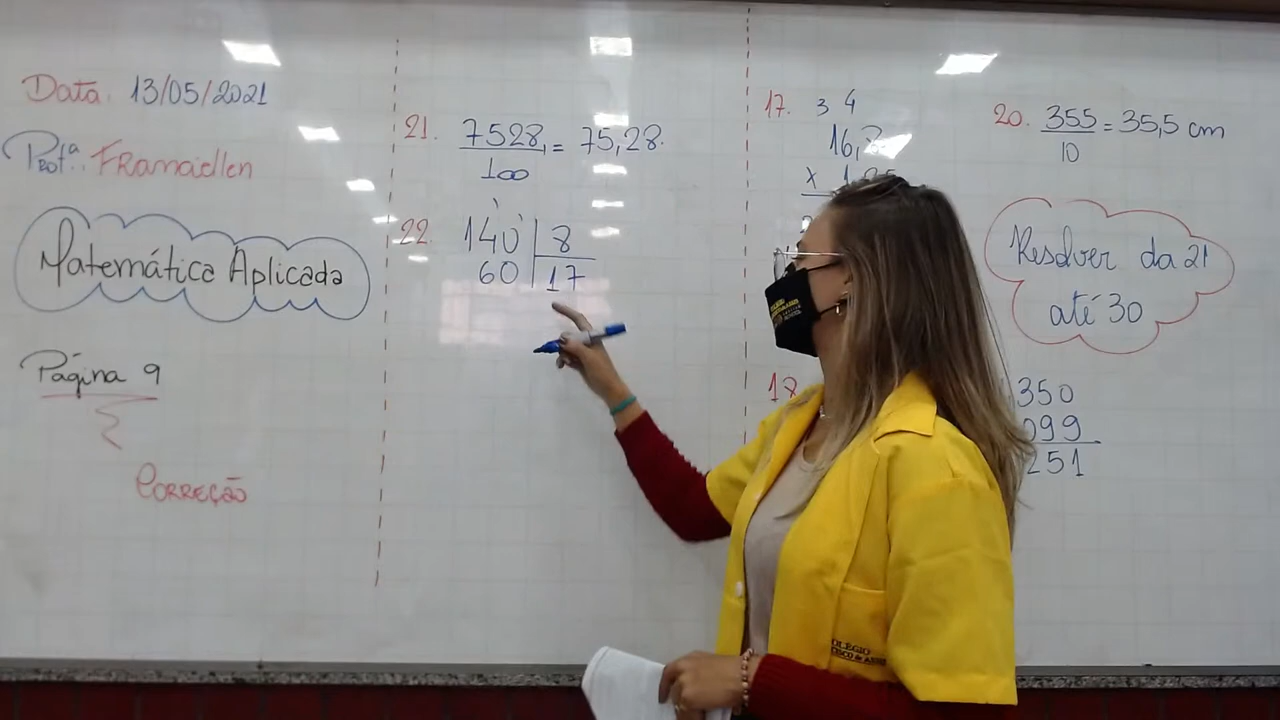 Data. 13/05/2021
Profª.: Framaellen
Matemática Aplicada
Página 9
Correção
21. 7528 = 75,28.
100
22. 140 8
60 17
17. 3 4
16,
x 1,
18
20. 355 = 35,5 cm
10
Resolver da 21
até 30
350
099
251